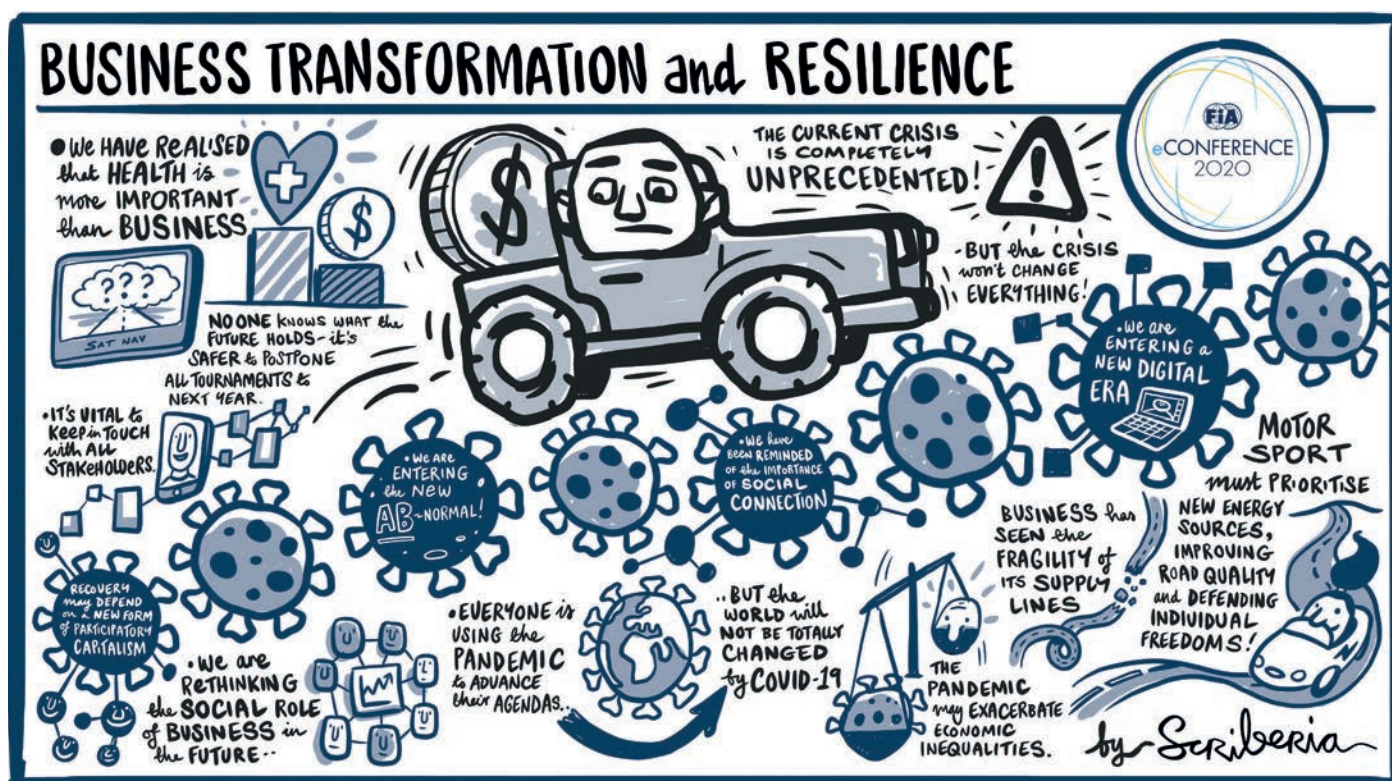 BUSINESS TRANSFORMATION and RESILIENCE
FIA
eCONFERENCE
2020
• WE HAVE REALISED
that HEALTH is
more IMPORTANT
than BUSINESS
$
$
THE CURRENT CRISIS
IS COMPLETELY
UNPRECEDENTED!
!
-BUT the CRISIS
won't CHANGE
EVERYTHING!
???
SAT NAV
NO ONE KNOWS WHAT the
FUTURE HOLDS - it's
SAFER to POSTPONE
ALL TOURNAMENTS to
NEXT YEAR.
• IT'S VITAL to
KEEP in TOUCH
with ALL
STAKEHOLDERS.
• WE ARE
ENTERING
the NEW
AB-NORMAL!
• We have
been REMINDED
of the IMPORTANCE
of SOCIAL
CONNECTION
• We are
ENTERING a
NEW DIGITAL
ERA
MOTOR
SPORT
must PRIORITISE
NEW ENERGY
SOURCES,
IMPROVING
ROAD QUALITY
and DEFENDING
INDIVIDUAL
FREEDOMS!
BUSINESS has
SEEN the
FRAGILITY of
ITS SUPPLY
LINES
RECOVERY
may DEPEND
on a NEW FORM
of PARTICIPATORY
CAPITALISM
• WE ARE
RETHINKING
the SOCIAL ROLE
of BUSINESS in
the FUTURE..
• EVERYONE is
USING the
PANDEMIC
to ADVANCE
their AGENDAS..
..BUT the
WORLD will
NOT BE TOTALLY
CHANGED
by COVID-19
THE
PANDEMIC
may EXACERBATE
ECONOMIC
INEQUALITIES.
by Scriberia